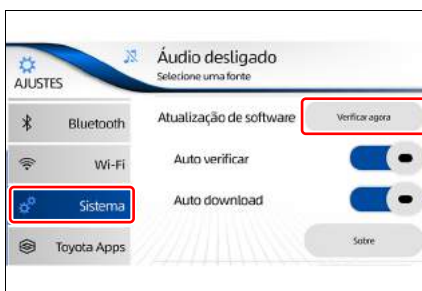 Áudio desligado
AJUSTES
Selecione uma fonte
Bluetooth
Atualização de software
Verificar agora
Wi-Fi
Auto verificar
Sistema
Auto download
Toyota Apps
Sobre